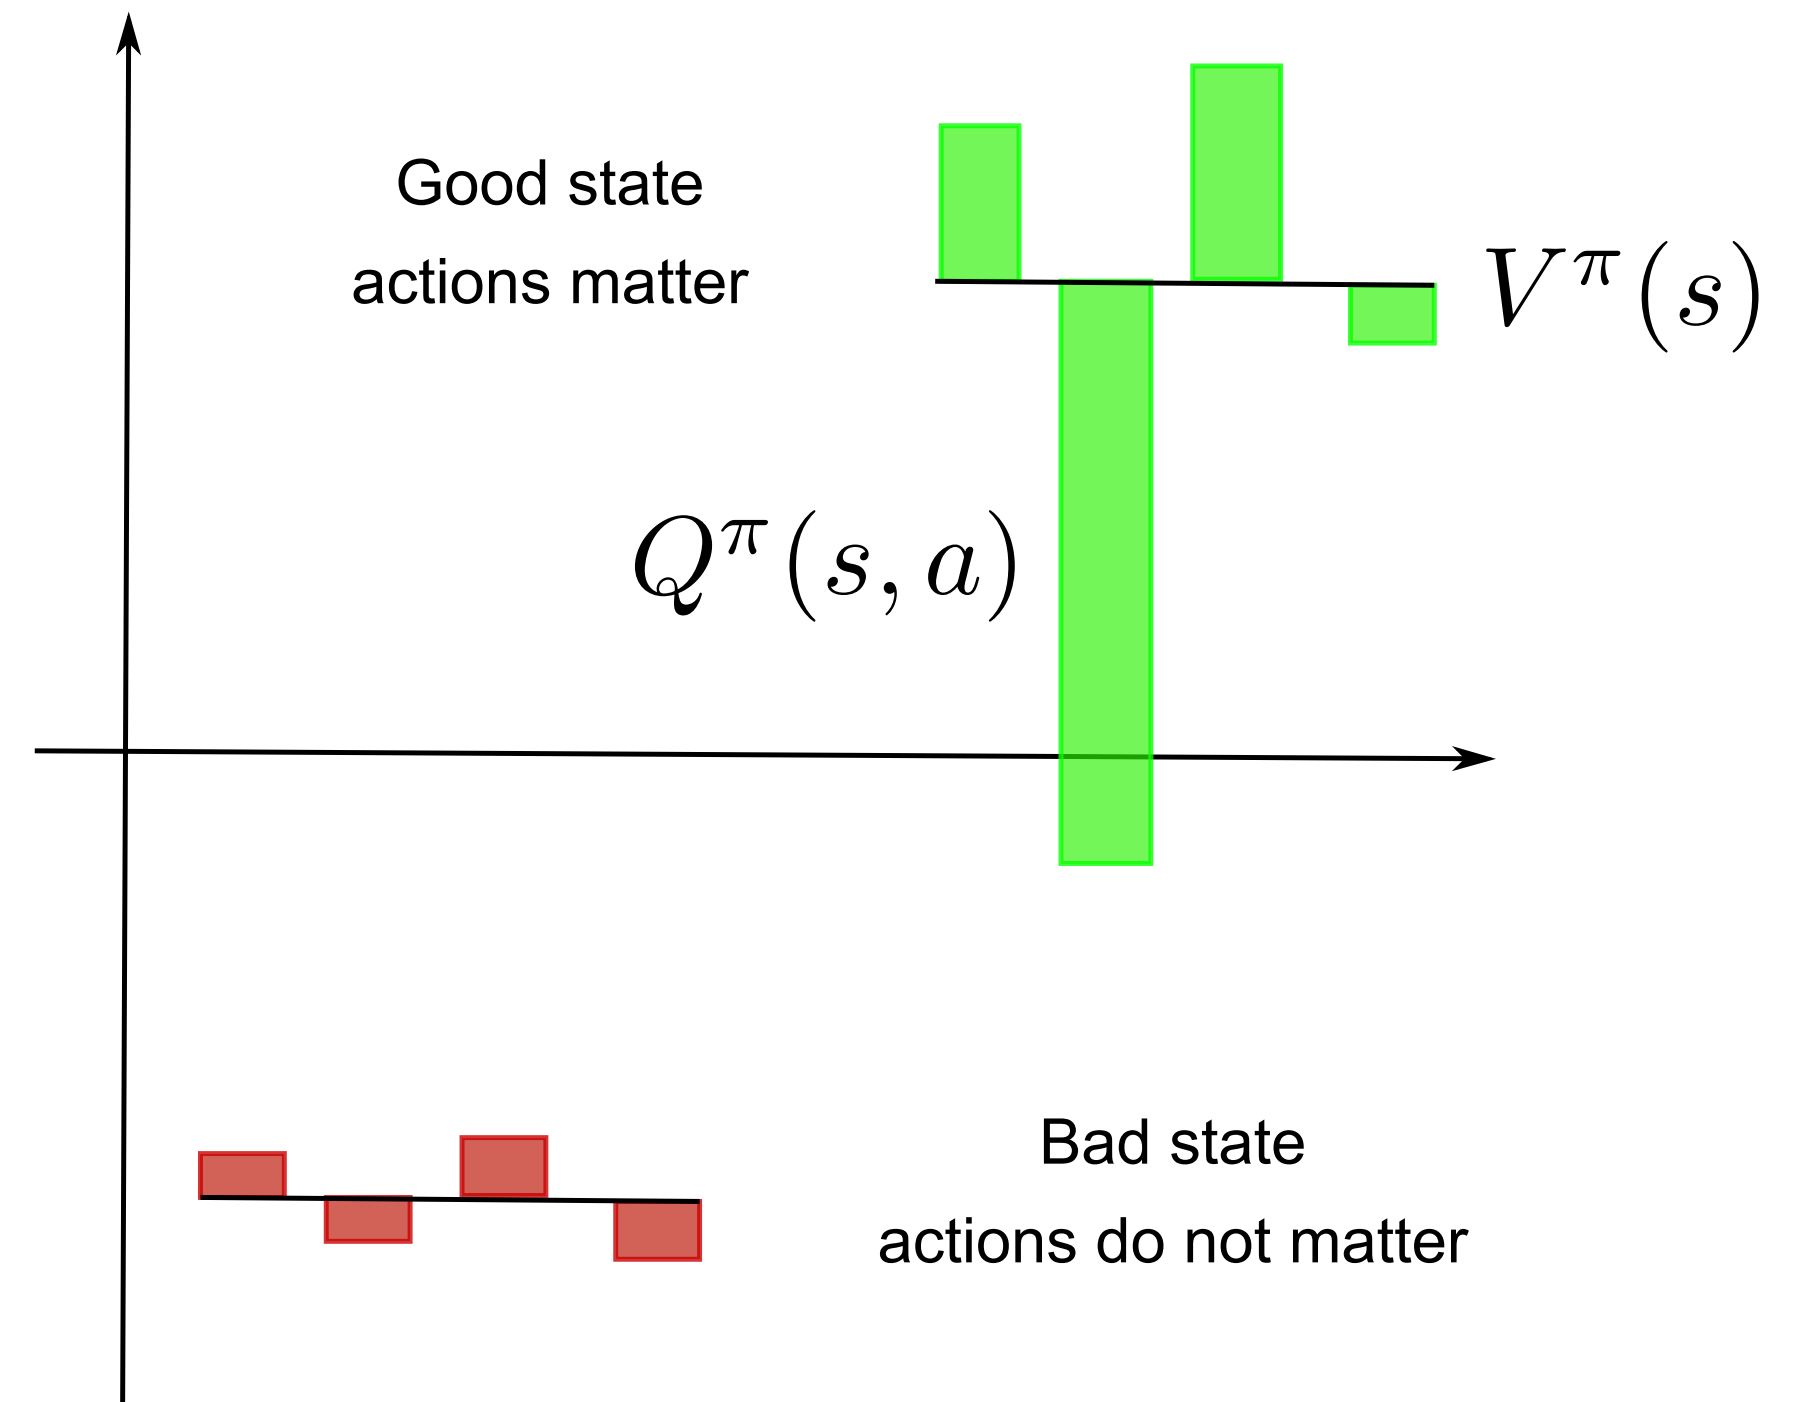 Good state
actions matter
V^π(s)
Q^π(s, a)
Bad state
actions do not matter